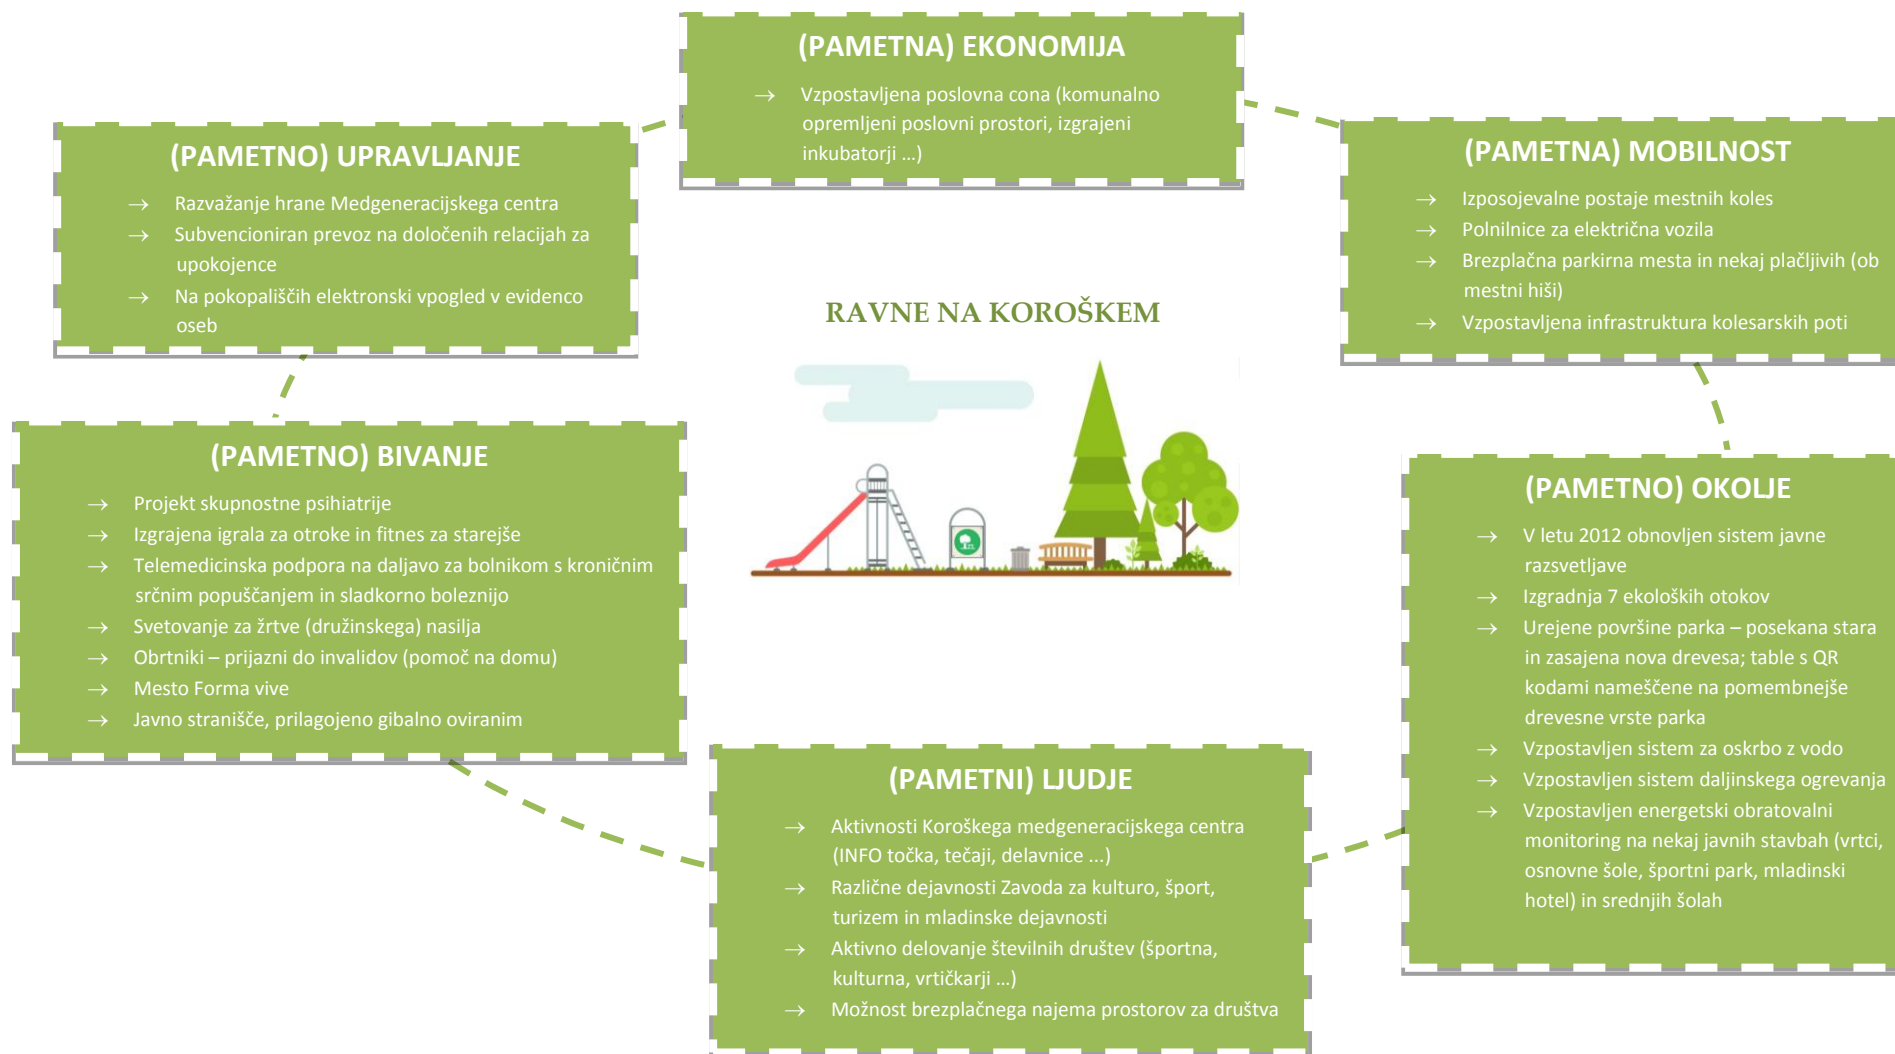 (PAMETNA) EKONOMIJA
→ Vzpostavljena poslovna cona (komunalno
opremljeni poslovni prostori, izgrajeni
inkubatorji ...)
(PAMETNO) UPRAVLJANJE
→ Razvažanje hrane Medgeneracijskega centra
→ Subvencioniran prevoz na določenih relacijah za
upokojence
→ Na pokopališčih elektronski vpogled v evidenco
oseb
(PAMETNA) MOBILNOST
→ Izposojevalne postaje mestnih koles
→ Polnilnice za električna vozila
→ Brezplačna parkirna mesta in nekaj plačljivih (ob
mestni hiši)
→ Vzpostavljena infrastruktura kolesarskih poti
RAVNE NA KOROŠKEM
(PAMETNO) BIVANJE
→ Projekt skupnostne psihiatrije
→ Izgrajena igrala za otroke in fitnes za starejše
→ Telemedicinska podpora na daljavo za bolnikom s kroničnim
srčnim popuščanjem in sladkorno boleznijo
→ Svetovanje za žrtve (družinskega) nasilja
→ Obrtniki – prijazni do invalidov (pomoč na domu)
→ Mesto Forma vive
→ Javno stranišče, prilagojeno gibalno oviranim
(PAMETNO) OKOLJE
→ V letu 2012 obnovljen sistem javne
razsvetljave
→ Izgradnja 7 ekoloških otokov
→ Urejene površine parka – posekana stara
in zasajena nova drevesa; table s QR
kodami nameščene na pomembnejše
drevesne vrste parka
→ Vzpostavljen sistem za oskrbo z vodo
→ Vzpostavljen sistem daljinskega ogrevanja
→ Vzpostavljen energetski obratovalni
monitoring na nekaj javnih stavbah (vrtci,
osnovne šole, športni park, mladinski
hotel) in srednjih šolah
(PAMETNI) LJUDJE
→ Aktivnosti Koroškega medgeneracijskega centra
(INFO točka, tečaji, delavnice ...)
→ Različne dejavnosti Zavoda za kulturo, šport,
turizem in mladinske dejavnosti
→ Aktivno delovanje številnih društev (športna,
kulturna, vrtičkarji ...)
→ Možnost brezplačnega najema prostorov za društva